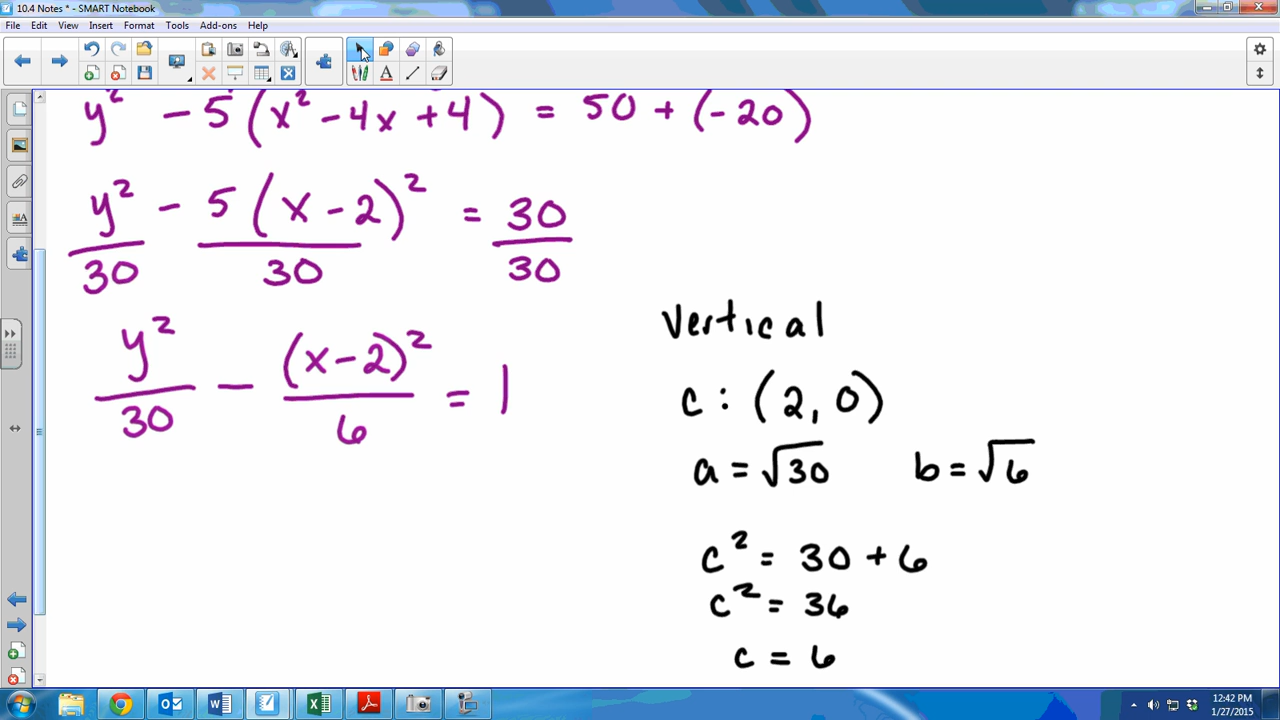 10.4 Notes * - SMART Notebook
File Edit View Insert Format Tools Add-ons Help
y² - 5(x² - 4x + 4) = 50 + (-20)
y² - 5(x - 2)² = 30
30 30 30
y² - (x - 2)² = 1
30 6
Vertical
c : (2, 0)
a = √30 b = √6
c² = 30 + 6
c² = 36
c = 6
12:42 PM
1/27/2015